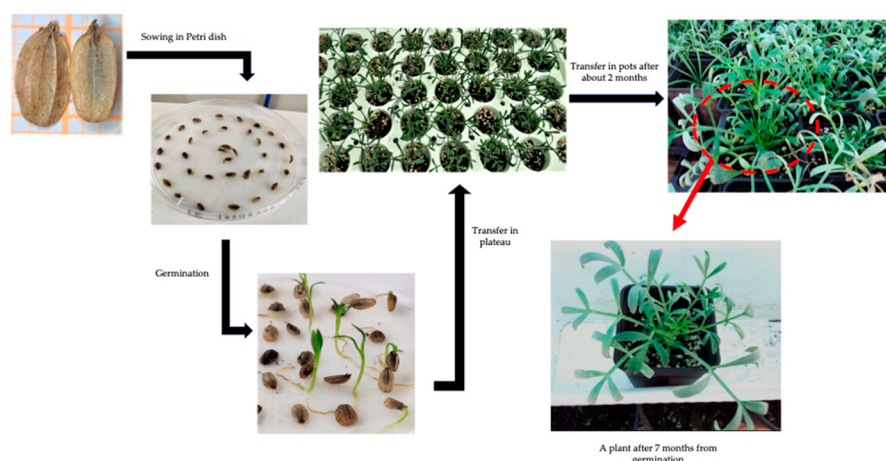 Sowing in Petri dish
Transfer in pots after
about 2 months
Germination
Transfer in
plateau
A plant after 7 months from
germination